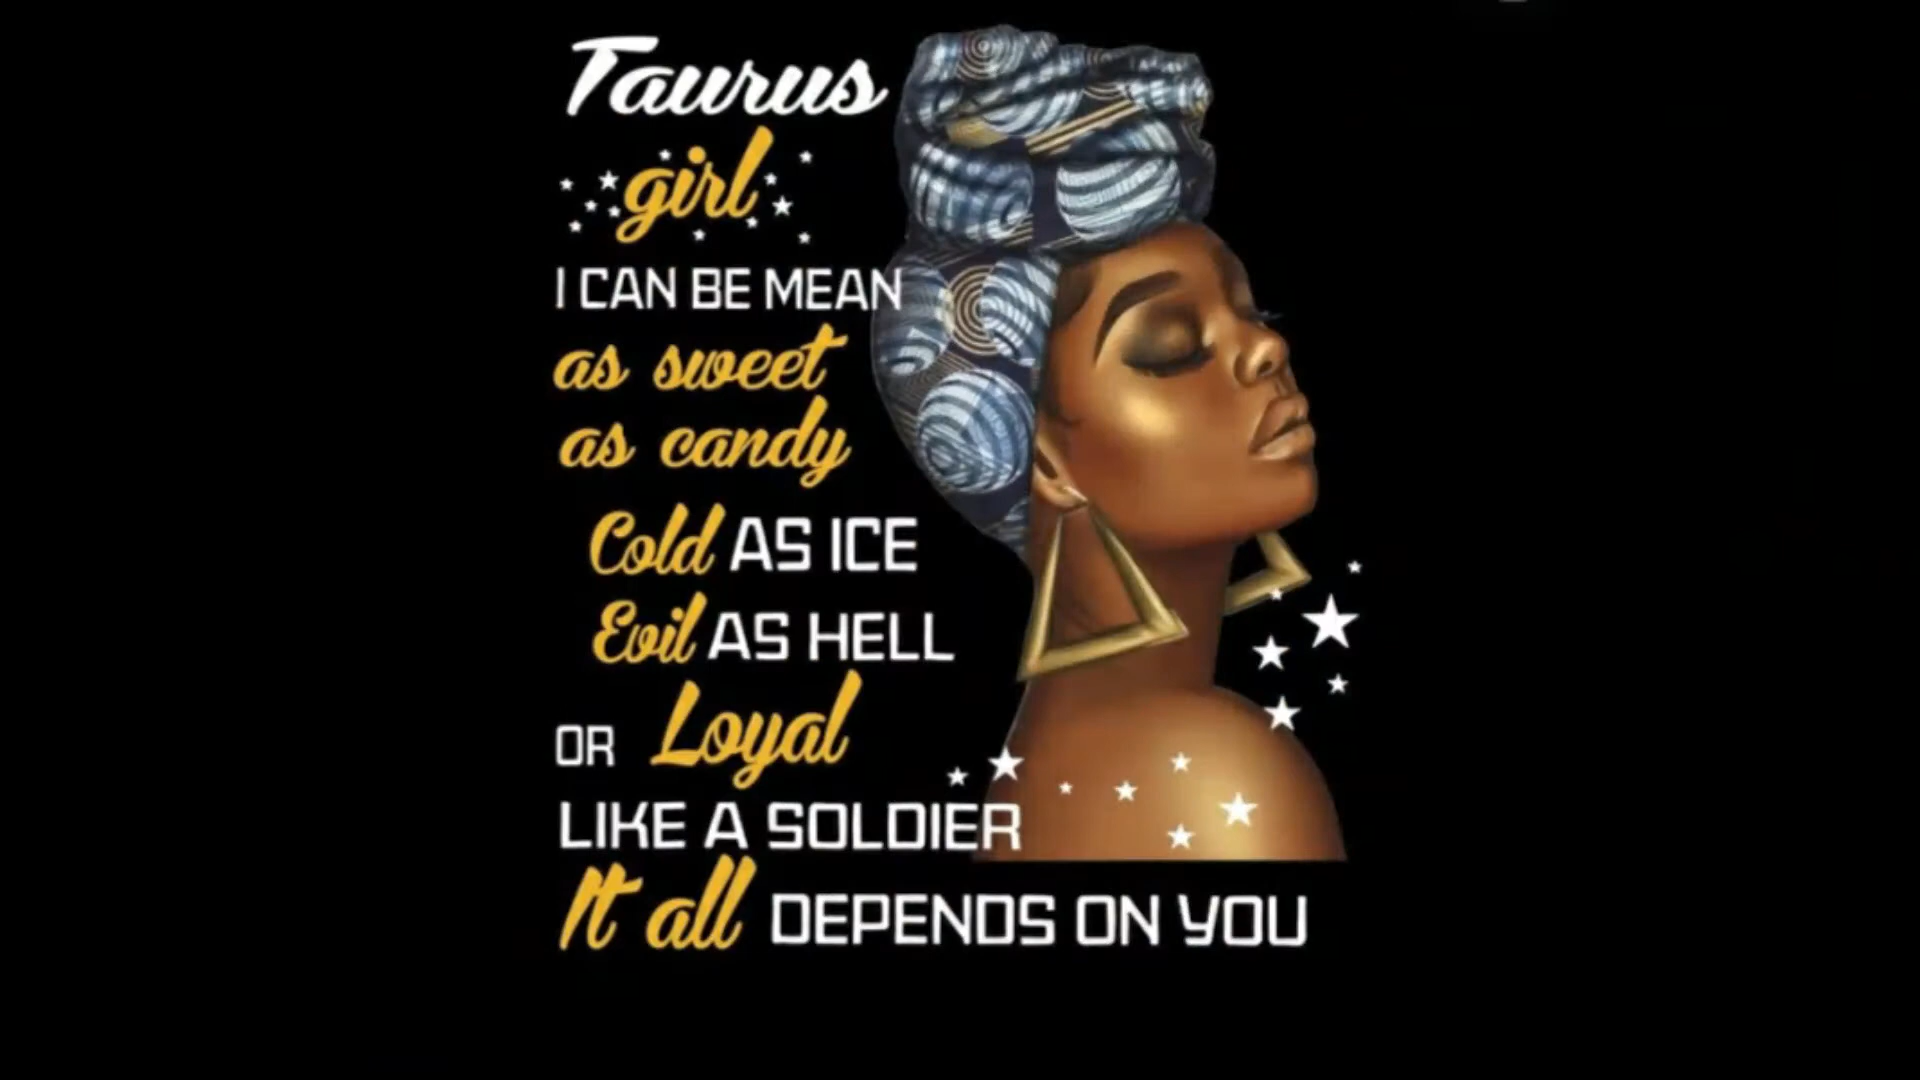 Taurus
girl
I CAN BE MEAN
as sweet
as candy
Cold AS ICE
Evil AS HELL
OR Loyal
LIKE A SOLDIER
It all DEPENDS ON YOU